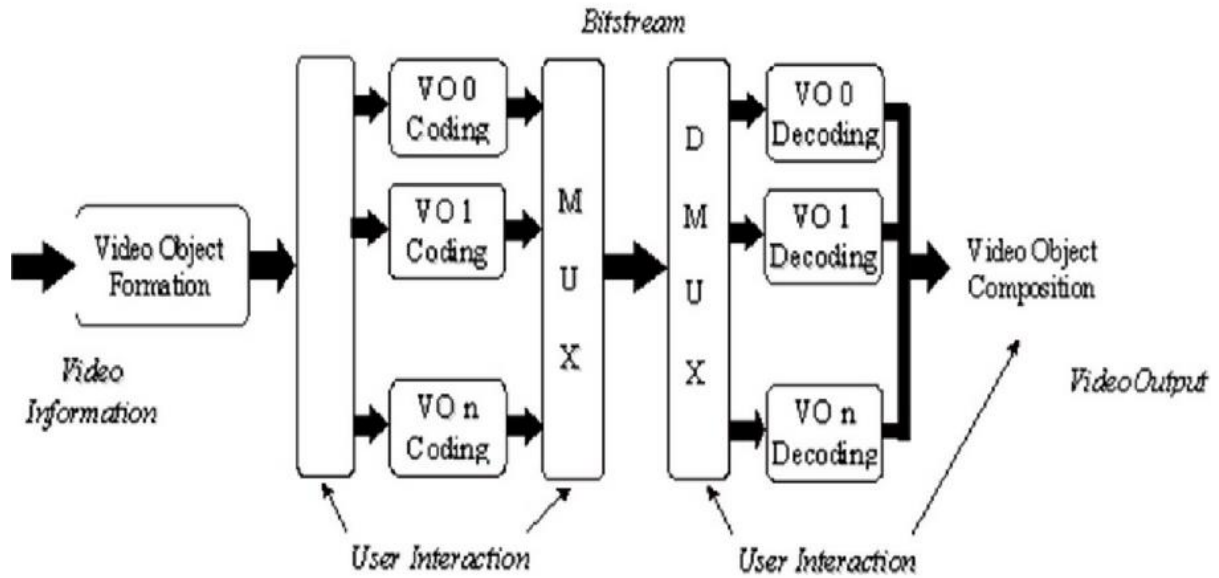 Bitstream
VO 0
Coding
VO 1
Coding
VO n
Coding
M
U
X
D
M
U
X
VO 0
Decoding
VO 1
Decoding
VO n
Decoding
Video Object
Formation
Video Object
Composition
Video
Information
Video Output
User Interaction
User Interaction